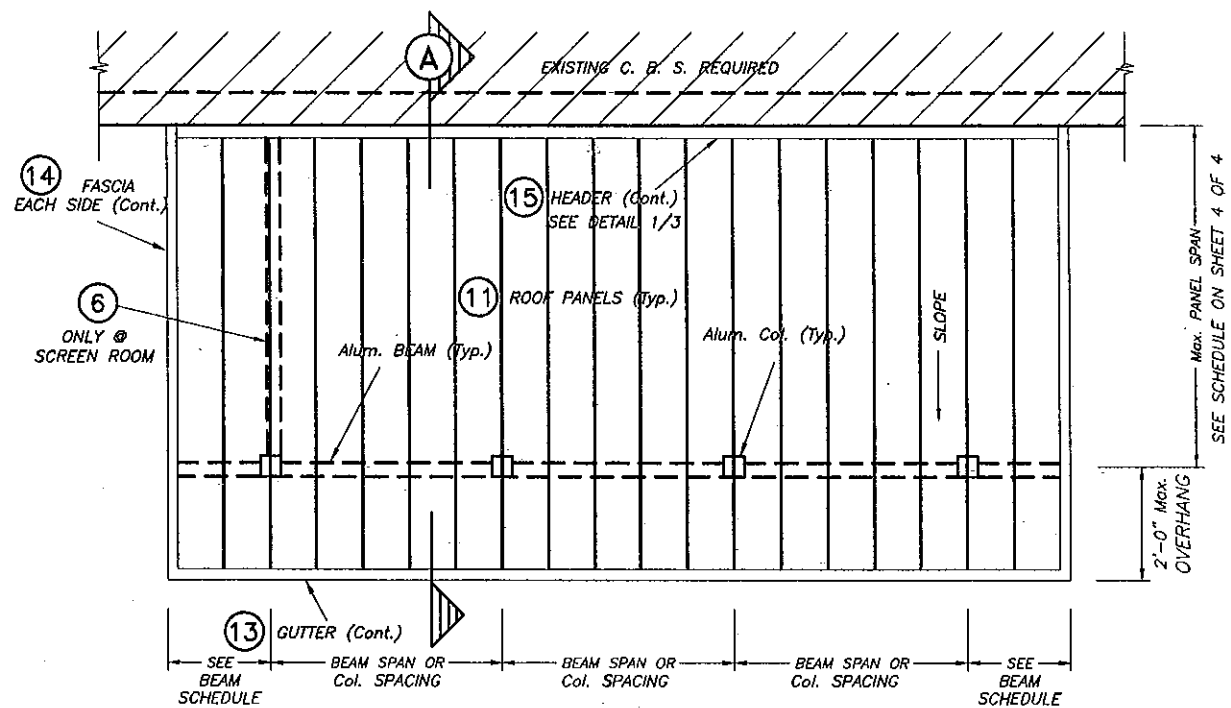 A
EXISTING C. B. S. REQUIRED
14
FASCIA
EACH SIDE (Cont.)
15
HEADER (Cont.)
SEE DETAIL 1/3
6
ONLY @
SCREEN ROOM
11
ROOF PANELS (Typ.)
Alum. BEAM (Typ.)
Alum. Col. (Typ.)
SLOPE
Max. PANEL SPAN
SEE SCHEDULE ON SHEET 4 OF 4
2'-0" Max.
OVERHANG
13
GUTTER (Cont.)
SEE
BEAM
SCHEDULE
BEAM SPAN OR
Col. SPACING
BEAM SPAN OR
Col. SPACING
BEAM SPAN OR
Col. SPACING
SEE
BEAM
SCHEDULE